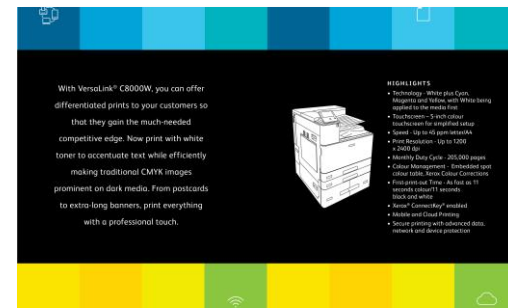 With VersaLink® C8000W, you can offer
differentiated prints to your customers so
that they gain the much-needed
competitive edge. Now print with white
toner to accentuate text while efficiently
making traditional CMYK images
prominent on dark media. From postcards
to extra-long banners, print everything
with a professional touch.
HIGHLIGHTS
• Technology - White plus Cyan,
Magenta and Yellow, with White being
applied to the media first
• Touchscreen – 5-inch colour
touchscreen for simplified setup
• Speed - Up to 45 ppm letter/A4
• Print Resolution - Up to 1200
x 2400 dpi
• Monthly Duty Cycle - 205,000 pages
• Colour Management - Embedded spot
colour table, Xerox Colour Corrections
• First-print-out Time - As fast as 11
seconds colour/11 seconds
black and white
• Xerox® ConnectKey® enabled
• Mobile and Cloud Printing
• Secure printing with advanced data,
network and device protection